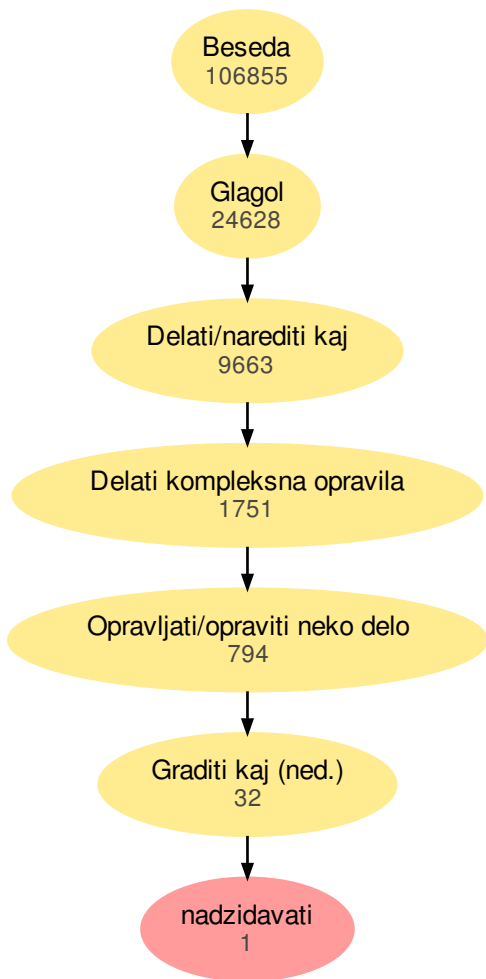 Beseda
106855
Glagol
24628
Delati/narediti kaj
9663
Delati kompleksna opravila
1751
Opravljati/opraviti neko delo
794
Graditi kaj (ned.)
32
nadzidavati
1